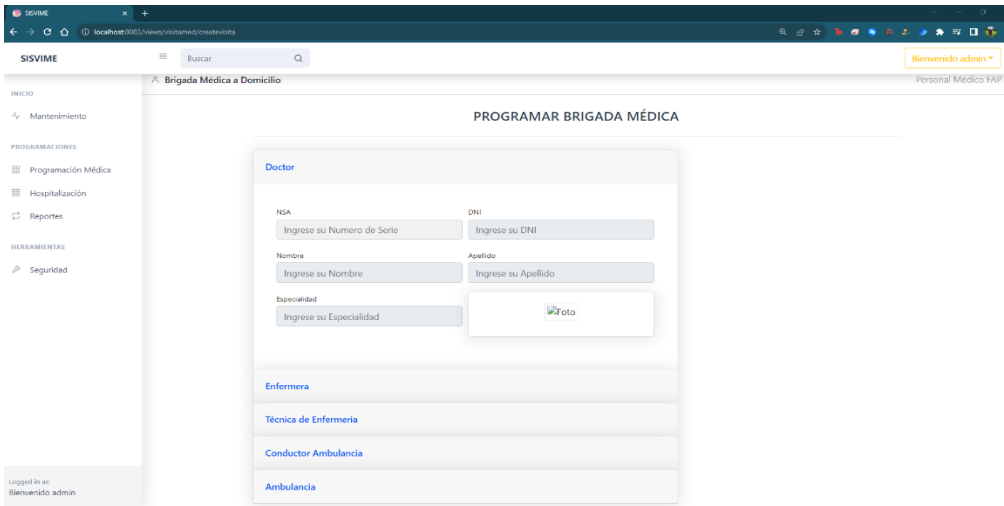 SISVIME
localhost:8083/views/visitamed/createvisita
SISVIME
Buscar
Bienvenido admin
Brigada Médica a Domicilio
Personal Médico FAP
INICIO
Mantenimiento
PROGRAMACIONES
Programación Médica
Hospitalización
Reportes
HERRAMIENTAS
Seguridad
Logged in as:
Bienvenido admin
PROGRAMAR BRIGADA MÉDICA
Doctor
NSA
DNI
Ingrese su Numero de Serie
Ingrese su DNI
Nombre
Apellido
Ingrese su Nombre
Ingrese su Apellido
Especialidad
Ingrese su Especialidad
Foto
Enfermera
Técnica de Enfermeria
Conductor Ambulancia
Ambulancia